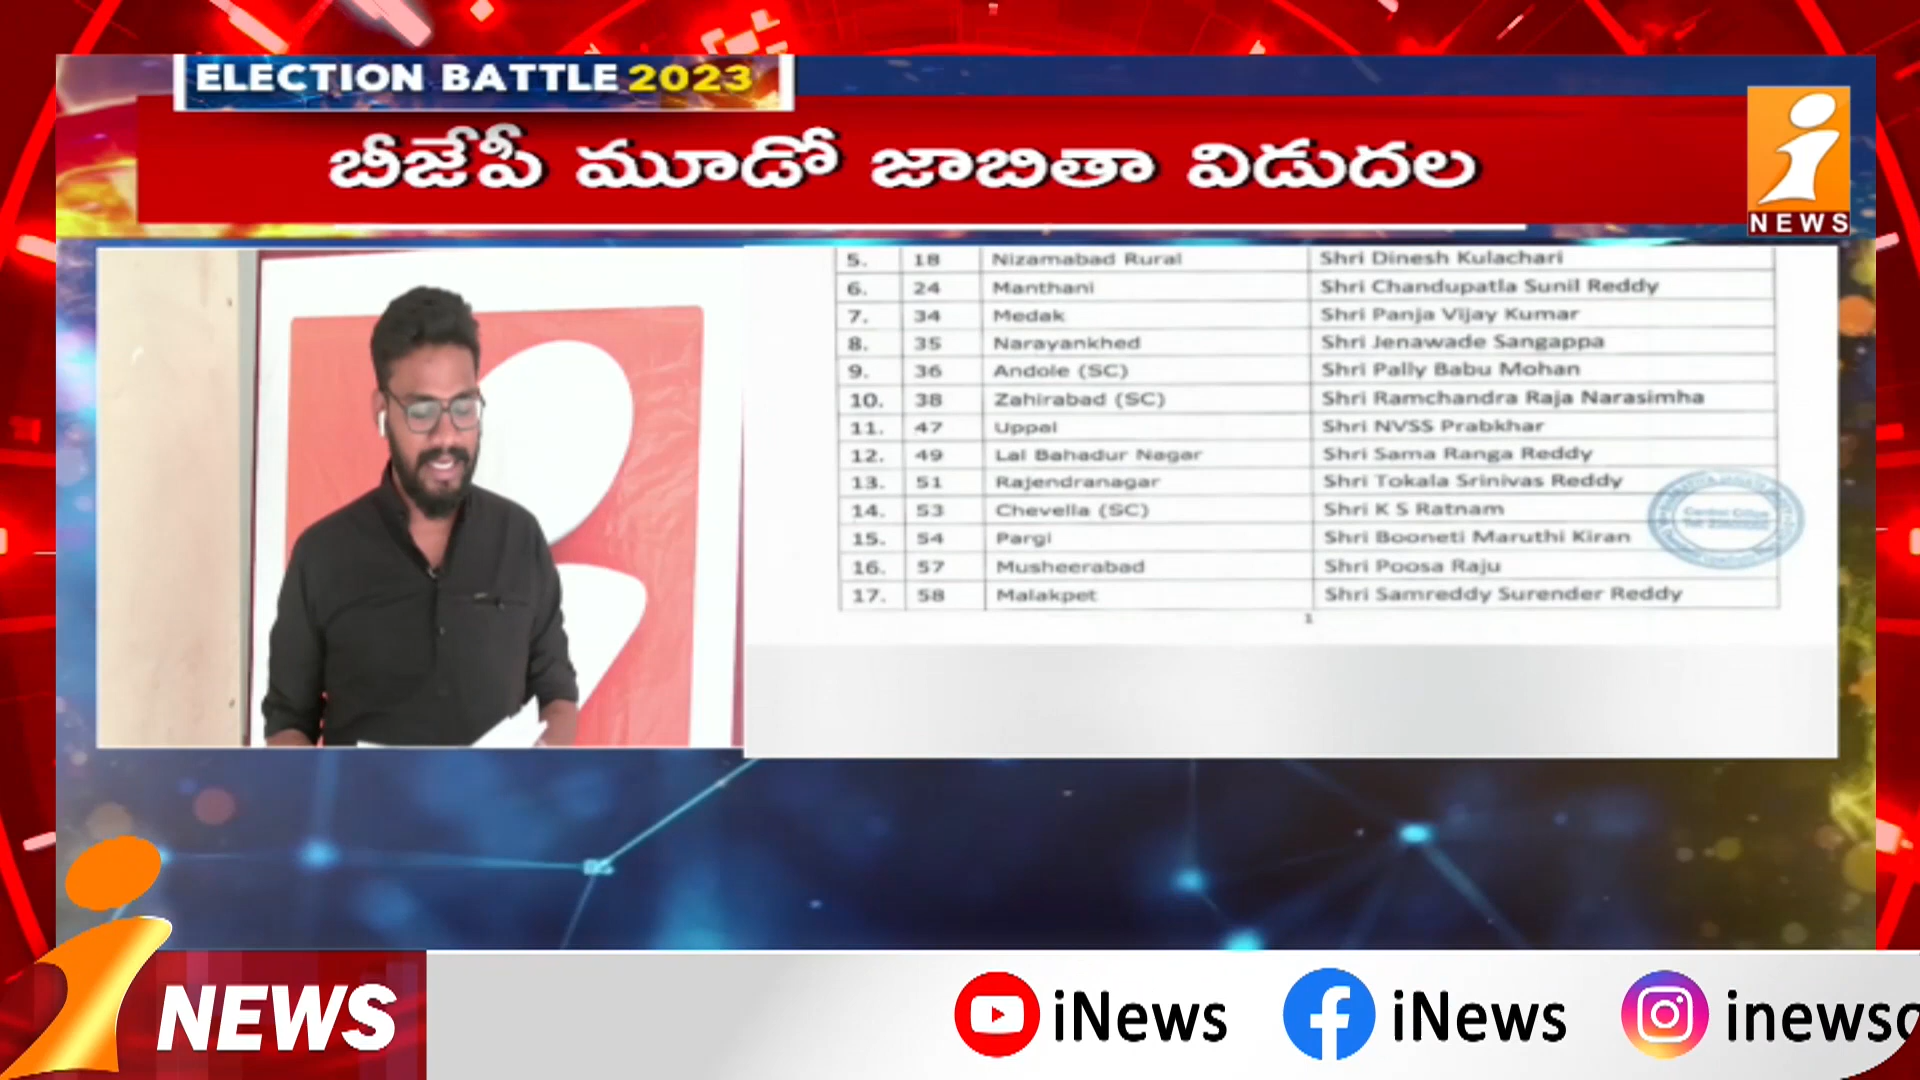 ELECTION BATTLE 2023
బీజేపీ మూడో జాబితా విడుదల
NEWS
5. 18 Nizamabad Rural Shri Dinesh Kulachari
6. 24 Manthani Shri Chandupatla Sunil Reddy
7. 34 Medak Shri Panja Vijay Kumar
8. 35 Narayankhed Shri Jenawade Sangappa
9. 36 Andole (SC) Shri Pally Babu Mohan
10. 38 Zahirabad (SC) Shri Ramchandra Raja Narasimha
11. 47 Uppal Shri NVSS Prabkhar
12. 49 Lal Bahadur Nagar Shri Sama Ranga Reddy
13. 51 Rajendranagar Shri Tokala Srinivas Reddy
14. 53 Chevella (SC) Shri K S Ratnam
15. 54 Pargi Shri Booneti Maruthi Kiran
16. 57 Musheerabad Shri Poosa Raju
17. 58 Malakpet Shri Samreddy Surender Reddy
1
NEWS
iNews
iNews